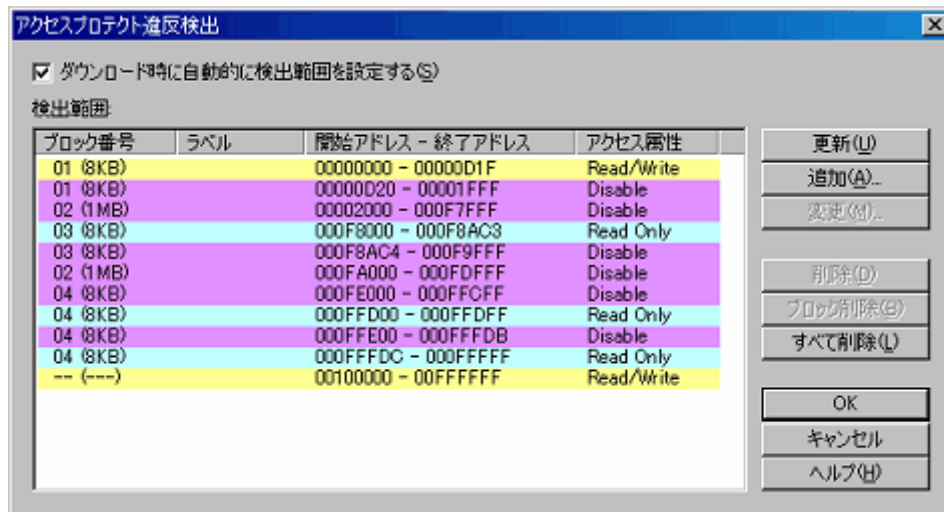 アクセスプロテクト違反検出
ダウンロード時に自動的に検出範囲を設定する(S)
検出範囲:
ブロック番号 ラベル 開始アドレス - 終了アドレス アクセス属性
01 (8KB) 00000000 - 00000D1F Read/Write
01 (8KB) 00000D20 - 00001FFF Disable
02 (1MB) 00002000 - 000F7FFF Disable
03 (8KB) 000F8000 - 000F8AC3 Read Only
03 (8KB) 000F8AC4 - 000F9FFF Disable
02 (1MB) 000FA000 - 000FDFFF Disable
04 (8KB) 000FE000 - 000FFCFF Disable
04 (8KB) 000FFD00 - 000FFDFF Read Only
04 (8KB) 000FFE00 - 000FFFDB Disable
04 (8KB) 000FFFDC - 000FFFFF Read Only
-- (---) 00100000 - 00FFFFFF Read/Write
更新(U)
追加(A)...
変更(M)...
削除(D)
ブロック削除(B)
すべて削除(L)
OK
キャンセル
ヘルプ(H)